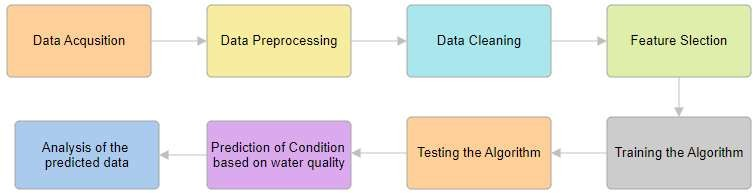 Data Acqusition
Data Preprocessing
Data Cleaning
Feature Slection
Training the Algorithm
Testing the Algorithm
Prediction of Condition
based on water quality
Analysis of the
predicted data